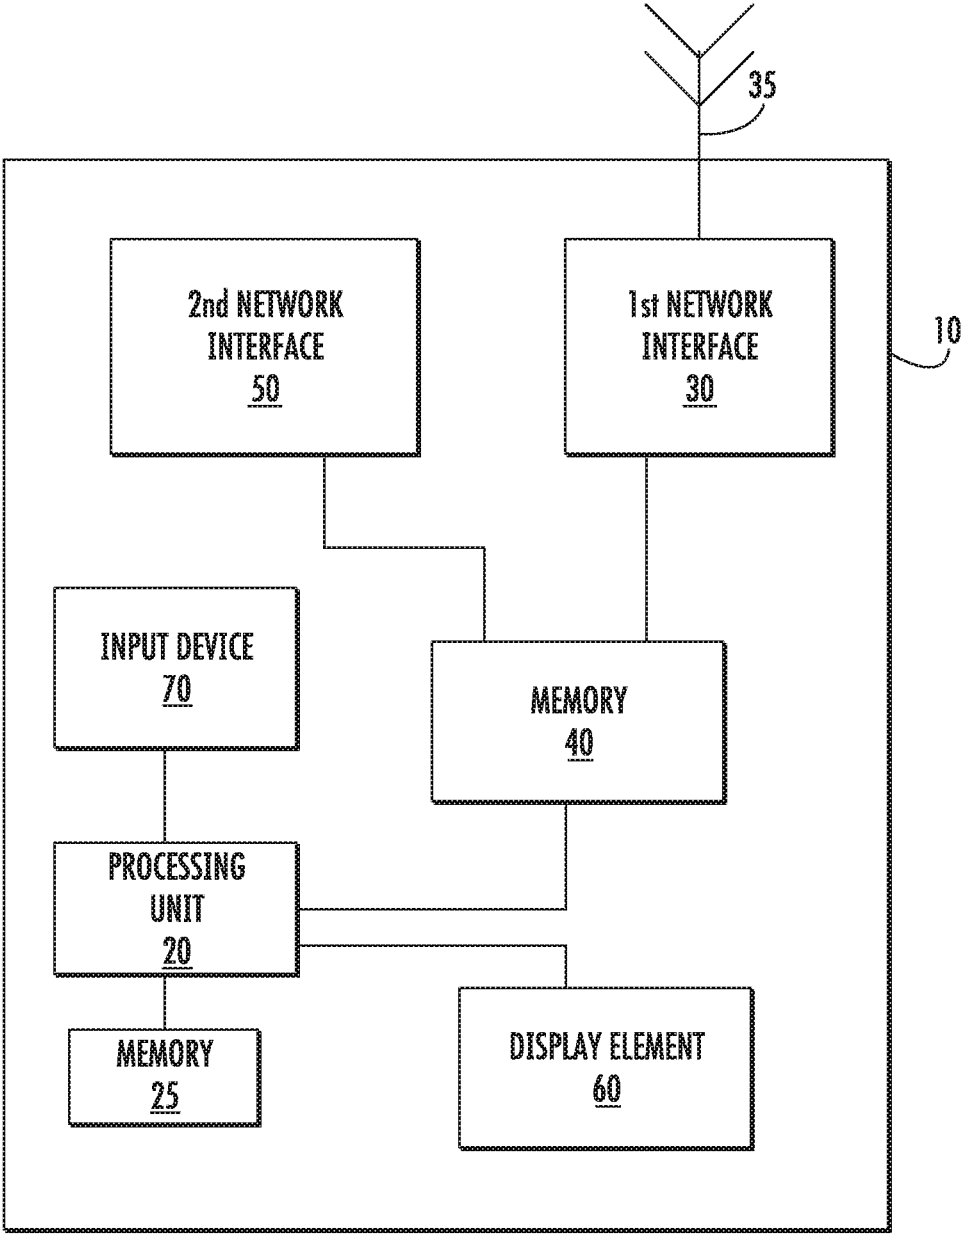 35
10
2nd NETWORK
INTERFACE
50
1st NETWORK
INTERFACE
30
INPUT DEVICE
70
MEMORY
40
PROCESSING
UNIT
20
MEMORY
25
DISPLAY ELEMENT
60